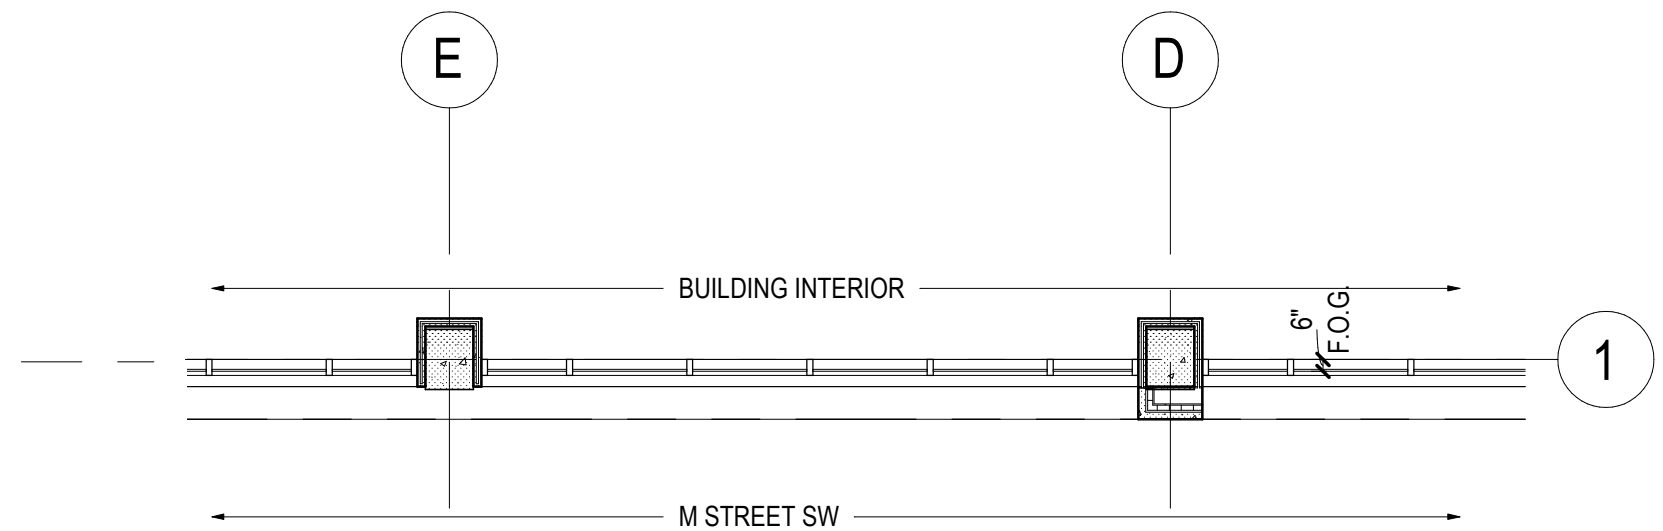 E
D
BUILDING INTERIOR
6"
F.O.G.
1
M STREET SW